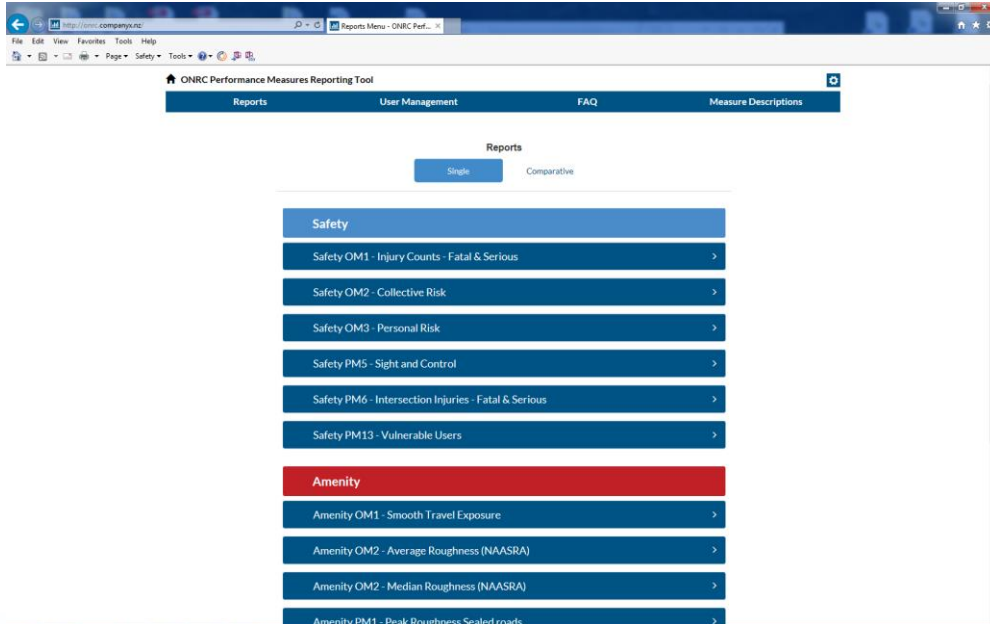 http://onrc.companyx.nz/
Reports Menu - ONRC Perf...
File Edit View Favorites Tools Help
Page Safety Tools
ONRC Performance Measures Reporting Tool
Reports User Management FAQ Measure Descriptions
Reports
Single Comparative
Safety
Safety OM1 - Injury Counts - Fatal & Serious
Safety OM2 - Collective Risk
Safety OM3 - Personal Risk
Safety PM5 - Sight and Control
Safety PM6 - Intersection Injuries - Fatal & Serious
Safety PM13 - Vulnerable Users
Amenity
Amenity OM1 - Smooth Travel Exposure
Amenity OM2 - Average Roughness (NAASRA)
Amenity OM2 - Median Roughness (NAASRA)
Amenity PM1 - Peak Roughness Sealed roads